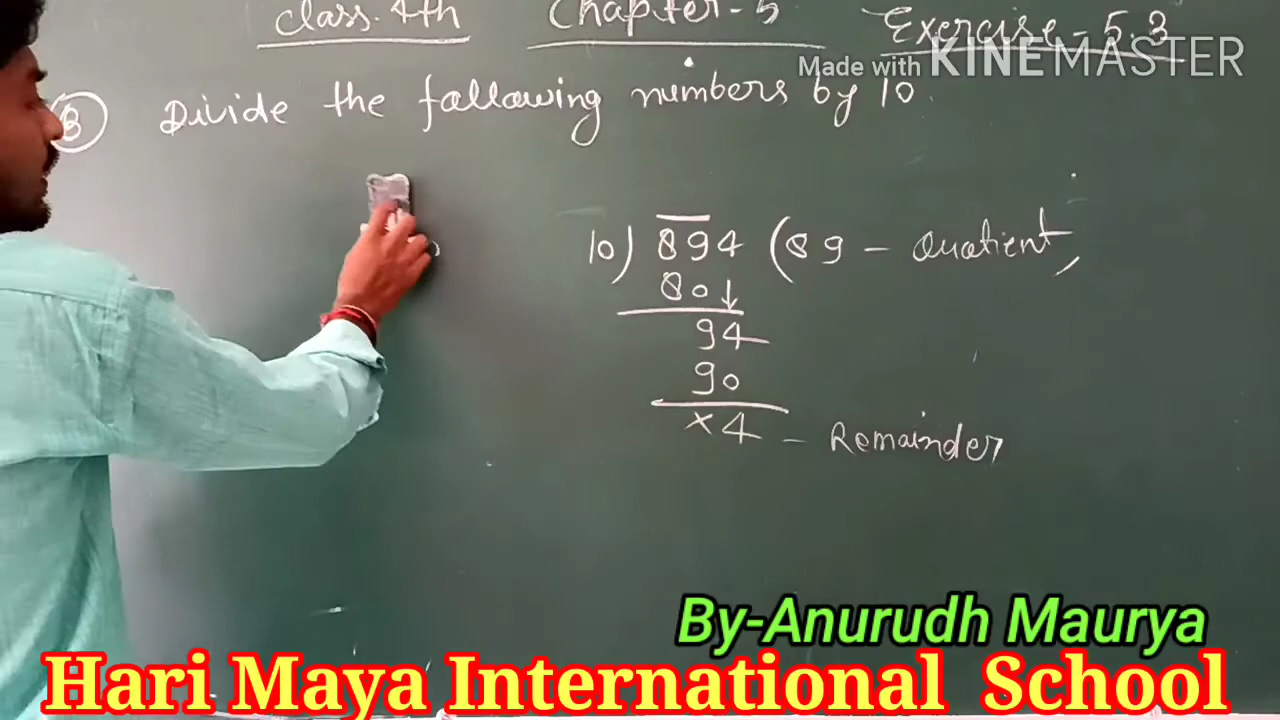 Class. 4th Chapter-5 Exercise-5.3
Made with KINEMASTER
3 Divide the fallowing numbers by 10.
10) 894 (89 - Quatient,
80↓
94
90
×4 - Remainder
By-Anurudh Maurya
Hari Maya International School